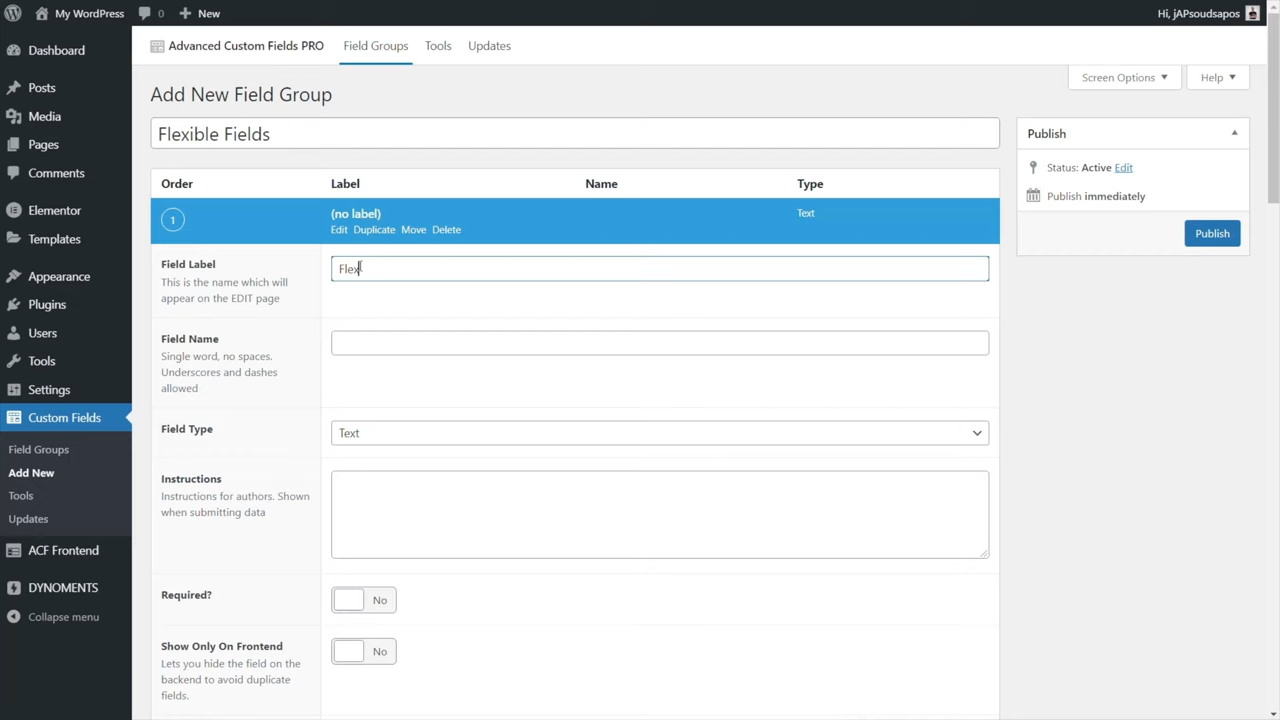 My WordPress 0 New Hi, jAPsoudsapos
Dashboard
Posts
Media
Pages
Comments
Elementor
Templates
Appearance
Plugins
Users
Tools
Settings
Custom Fields
Field Groups
Add New
Tools
Updates
ACF Frontend
DYNOMENTS
Collapse menu
Advanced Custom Fields PRO Field Groups Tools Updates
Screen Options Help
Add New Field Group
Flexible Fields
Order Label Name Type
1 (no label) Text
Edit Duplicate Move Delete
Field Label
This is the name which will
appear on the EDIT page
Flex
Field Name
Single word, no spaces.
Underscores and dashes
allowed
Field Type
Text
Instructions
Instructions for authors. Shown
when submitting data
Required?
No
Show Only On Frontend
Lets you hide the field on the
backend to avoid duplicate
fields.
No
Publish
Status: Active Edit
Publish immediately
Publish